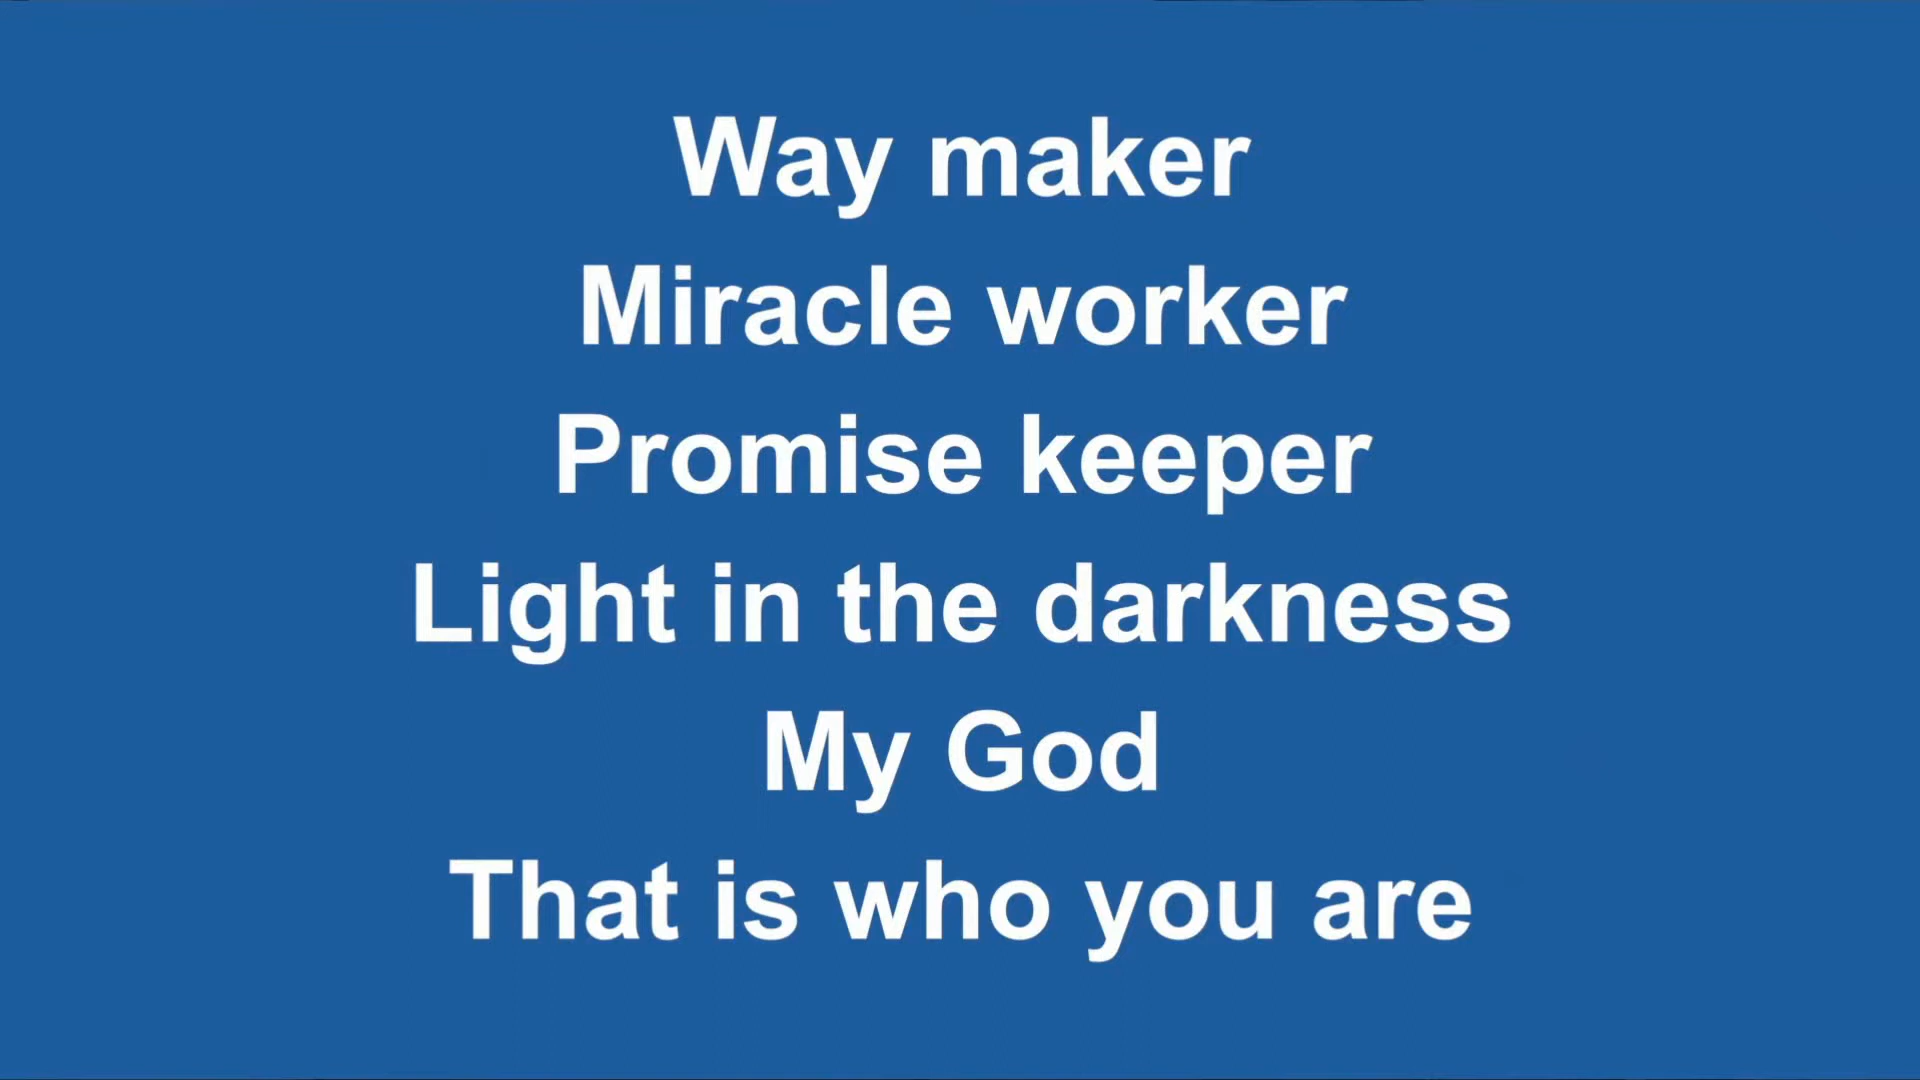 Way maker
Miracle worker
Promise keeper
Light in the darkness
My God
That is who you are